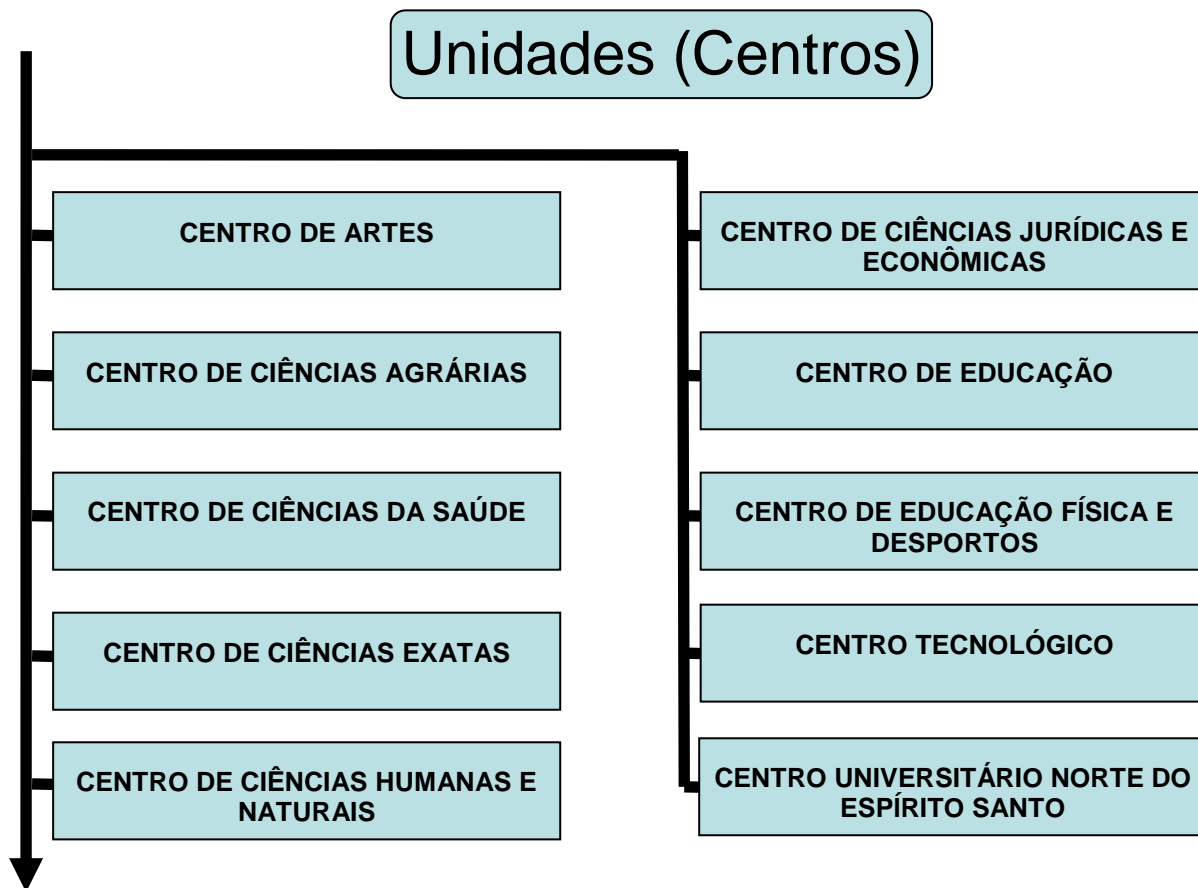 Unidades (Centros)
CENTRO DE ARTES
CENTRO DE CIÊNCIAS AGRÁRIAS
CENTRO DE CIÊNCIAS DA SAÚDE
CENTRO DE CIÊNCIAS EXATAS
CENTRO DE CIÊNCIAS HUMANAS E
NATURAIS
CENTRO DE CIÊNCIAS JURÍDICAS E
ECONÔMICAS
CENTRO DE EDUCAÇÃO
CENTRO DE EDUCAÇÃO FÍSICA E
DESPORTOS
CENTRO TECNOLÓGICO
CENTRO UNIVERSITÁRIO NORTE DO
ESPÍRITO SANTO